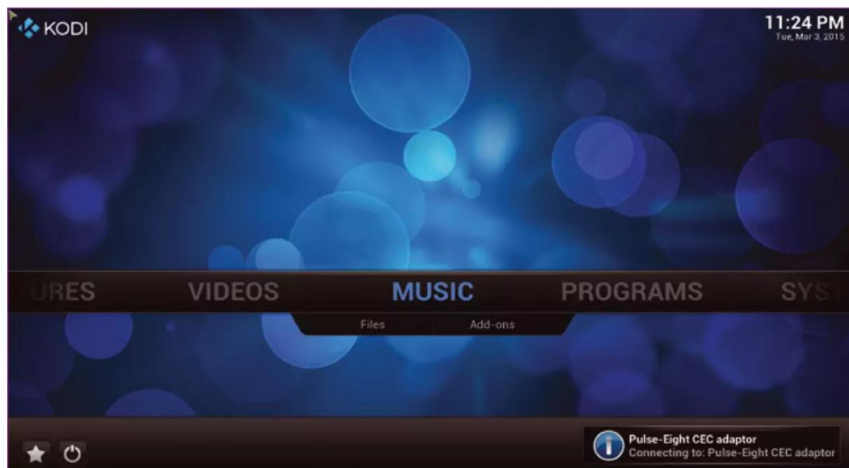 KODI
11:24 PM
Tue, Mar 3, 2015
URES VIDEOS MUSIC PROGRAMS SYST
Files Add-ons
Pulse-Eight CEC adaptor
Connecting to: Pulse-Eight CEC adaptor